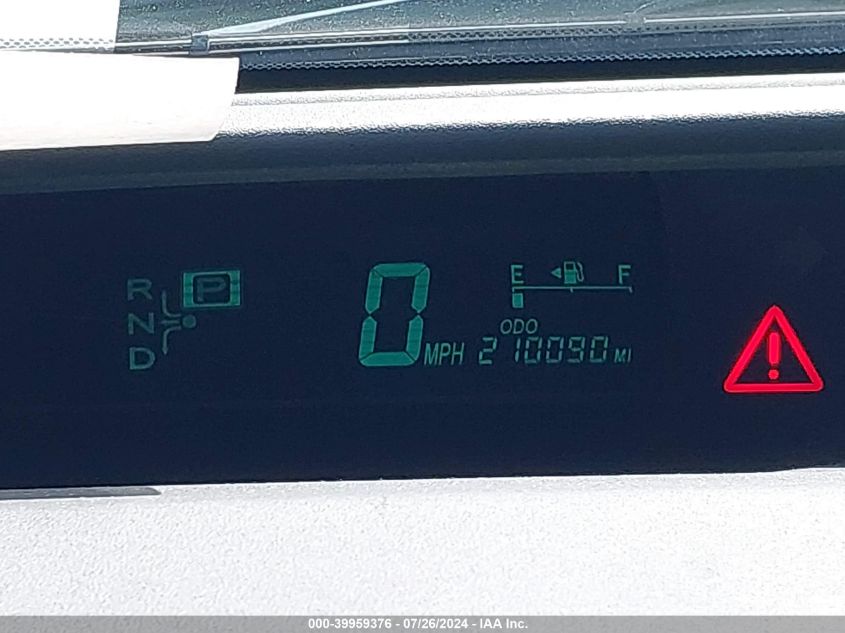 R P
N
D
0 MPH
E F
ODO
210090 MI
000-39959376 - 07/26/2024 - IAA Inc.